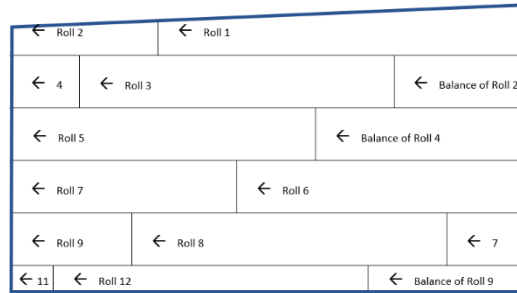 ← Roll 2 ← Roll 1
← 4 ← Roll 3 ← Balance of Roll 2
← Roll 5 ← Balance of Roll 4
← Roll 7 ← Roll 6
← Roll 9 ← Roll 8 ← 7
← 11 ← Roll 12 ← Balance of Roll 9